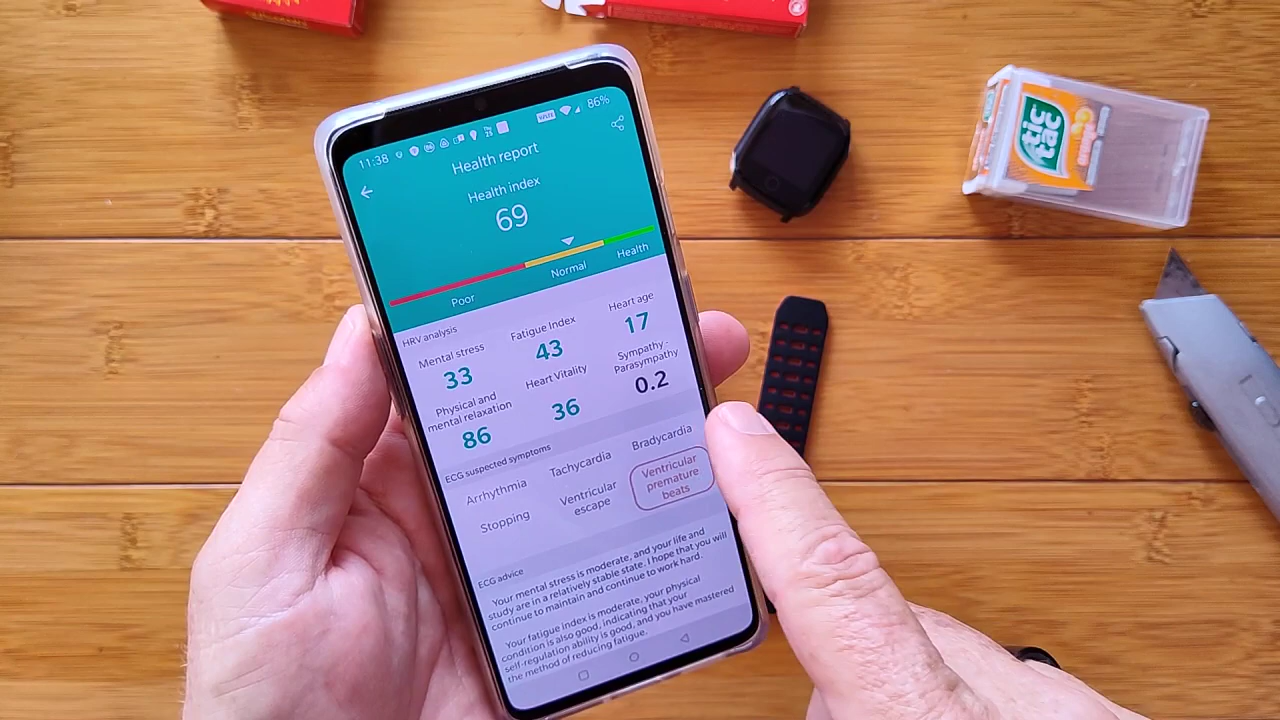 11:38
86%
Health report
Health index
69
Poor
Normal
Health
HRV analysis
Mental stress
33
Fatigue Index
43
Heart age
17
Physical and
mental relaxation
86
Heart Vitality
36
Sympathy -
Parasympathy
0.2
ECG suspected symptoms
Arrhythmia
Tachycardia
Bradycardia
Stopping
Ventricular
escape
Ventricular
premature
beats
ECG advice
Your mental stress is moderate, and your life and
study are in a relatively stable state. I hope that you will
continue to maintain and continue to work hard.
Your fatigue index is moderate, your physical
condition is also good, indicating that your
self-regulation ability is good, and you have mastered
the method of reducing fatigue.
tic
tac